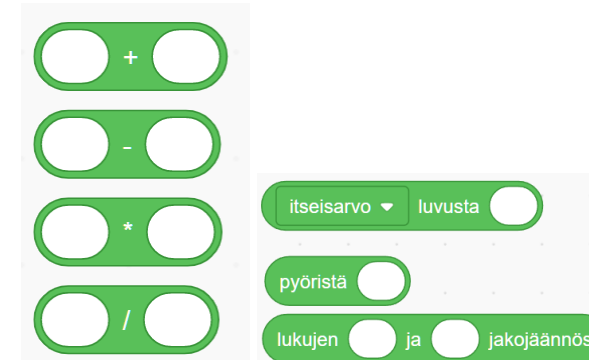 +
-
*
/
itseisarvo luvusta
pyöristä
lukujen ja jakojäännös